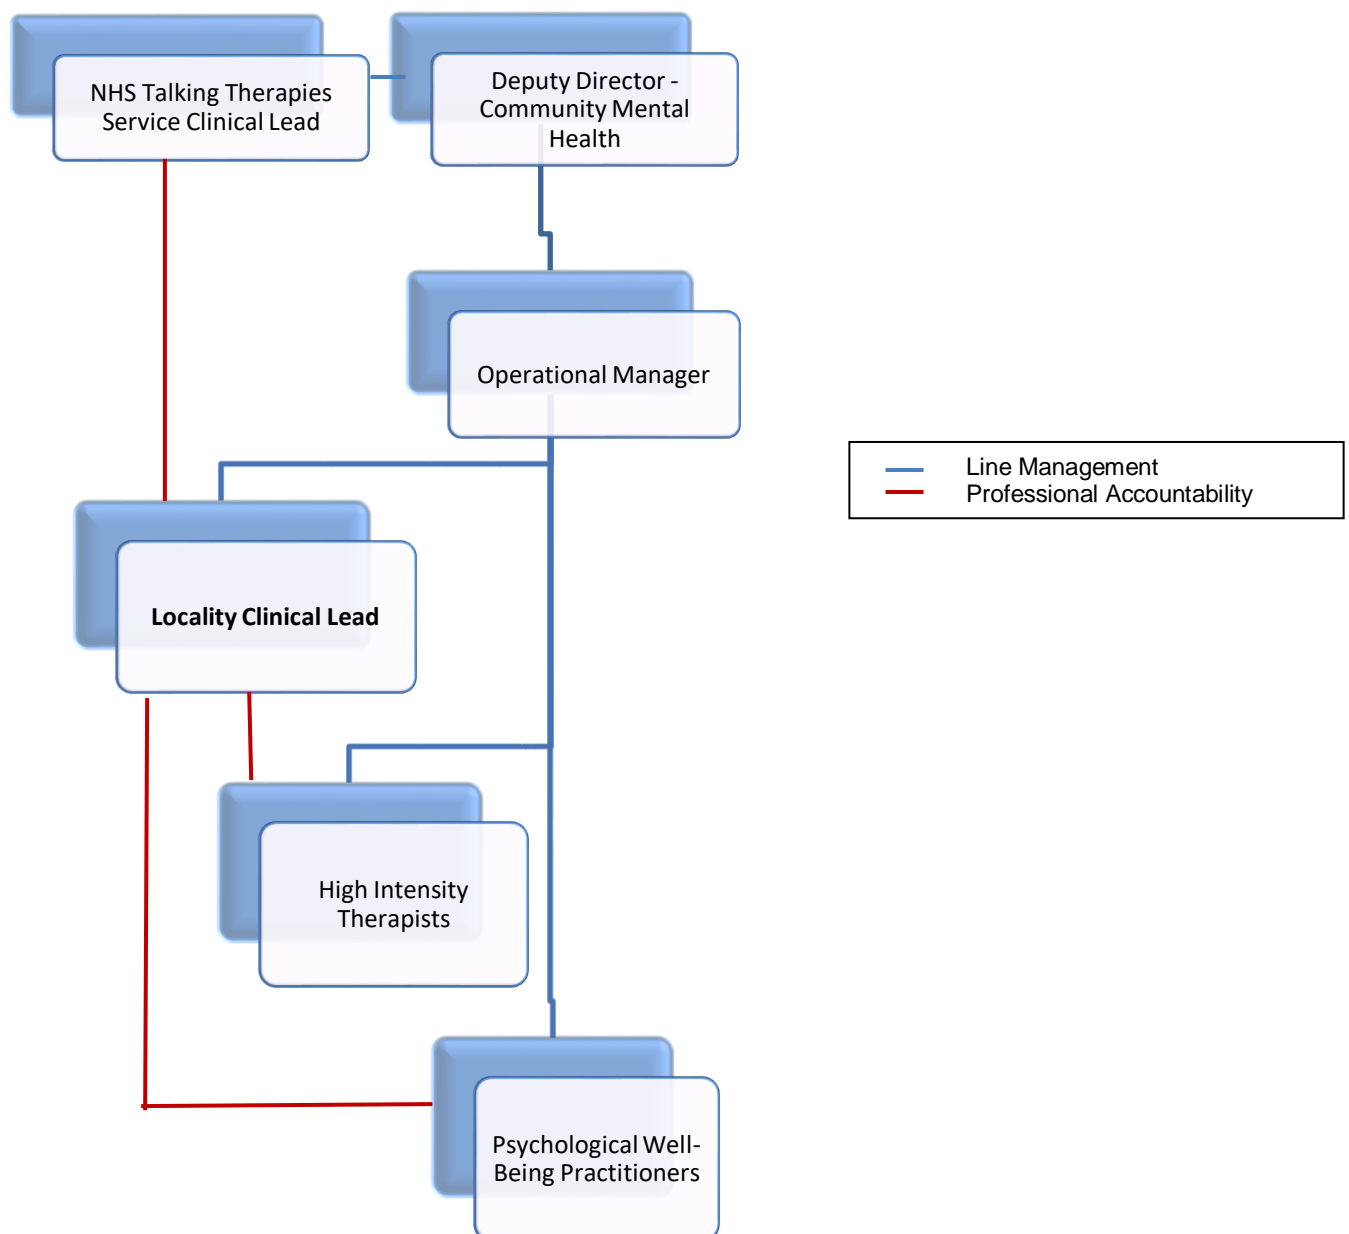 NHS Talking Therapies
Service Clinical Lead
Deputy Director -
Community Mental
Health
Operational Manager
Line Management
Professional Accountability
Locality Clinical Lead
High Intensity
Therapists
Psychological Well-
Being Practitioners